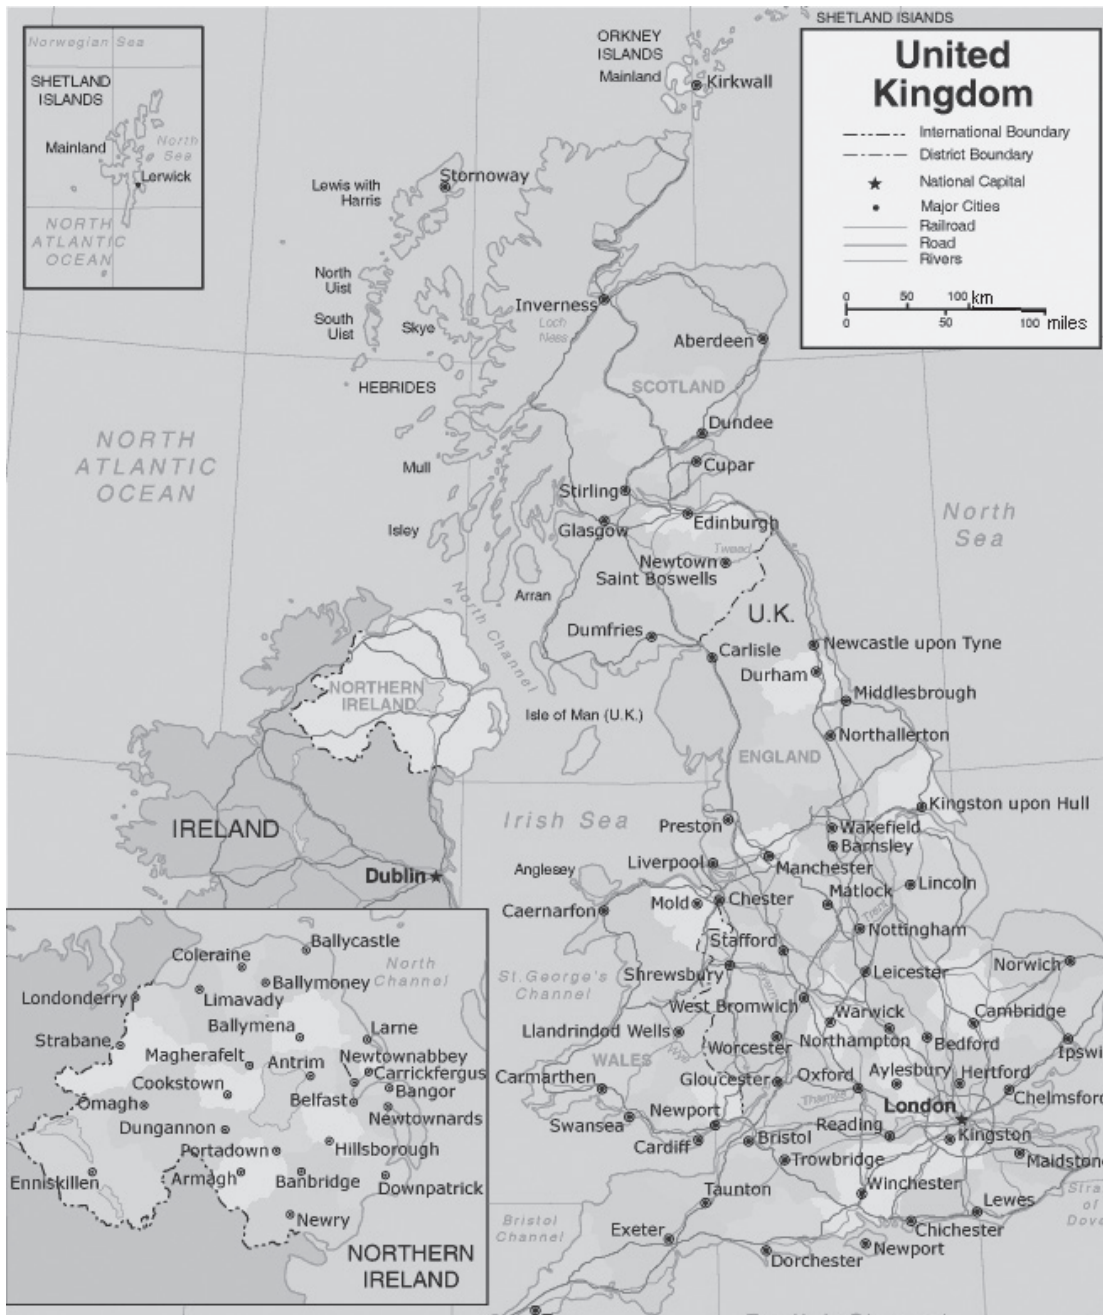 SHETLAND ISIANDS
Norwegian Sea
SHETLAND
ISLANDS
Mainland
North
Sea
Lerwick
NORTH
ATLANTIC
OCEAN
ORKNEY
ISLANDS
Mainland
Kirkwall
United
Kingdom
International Boundary
District Boundary
National Capital
Major Cities
Railroad
Road
Rivers
0 50 100 km
0 50 100 miles
Stornoway
Lewis with
Harris
North
Uist
South
Uist
Skye
HEBRIDES
Inverness
Loch
Ness
Aberdeen
SCOTLAND
Dundee
Cupar
NORTH
ATLANTIC
OCEAN
Mull
Stirling
Glasgow
Edinburgh
Isley
North
Sea
Tweed
Newtown
Saint Boswells
Arran
North Channel
U.K.
Dumfries
Carlisle
Newcastle upon Tyne
Durham
Middlesbrough
NORTHERN
IRELAND
Isle of Man (U.K.)
Northallerton
ENGLAND
Kingston upon Hull
IRELAND
Irish Sea
Preston
Wakefield
Barnsley
Liverpool
Manchester
Dublin
Anglesey
Matlock
Lincoln
Caernarfon
Mold
Chester
Trent
Nottingham
Stafford
St.George's
Channel
Shrewsbury
Leicester
Norwich
Severn
West Bromwich
Warwick
Cambridge
Llandrindod Wells
Worcester
Northampton
Bedford
Ipswi
WALES
Wye
Carmarthen
Gloucester
Oxford
Aylesbury
Hertford
Chelmsford
Thames
London
Swansea
Newport
Cardiff
Bristol
Reading
Kingston
Trowbridge
Maidstone
Winchester
Taunton
Lewes
Stra
of
Dove
Bristol
Channel
Exeter
Chichester
Newport
Dorchester
Ballycastle
Coleraine
North
Channel
Londonderry
Limavady
Ballymoney
Strabane
Ballymena
Larne
Magherafelt
Antrim
Newtownabbey
Carrickfergus
Cookstown
Bangor
Omagh
Belfast
Newtownards
Dungannon
Portadown
Hillsborough
Enniskillen
Armagh
Banbridge
Downpatrick
Newry
NORTHERN
IRELAND